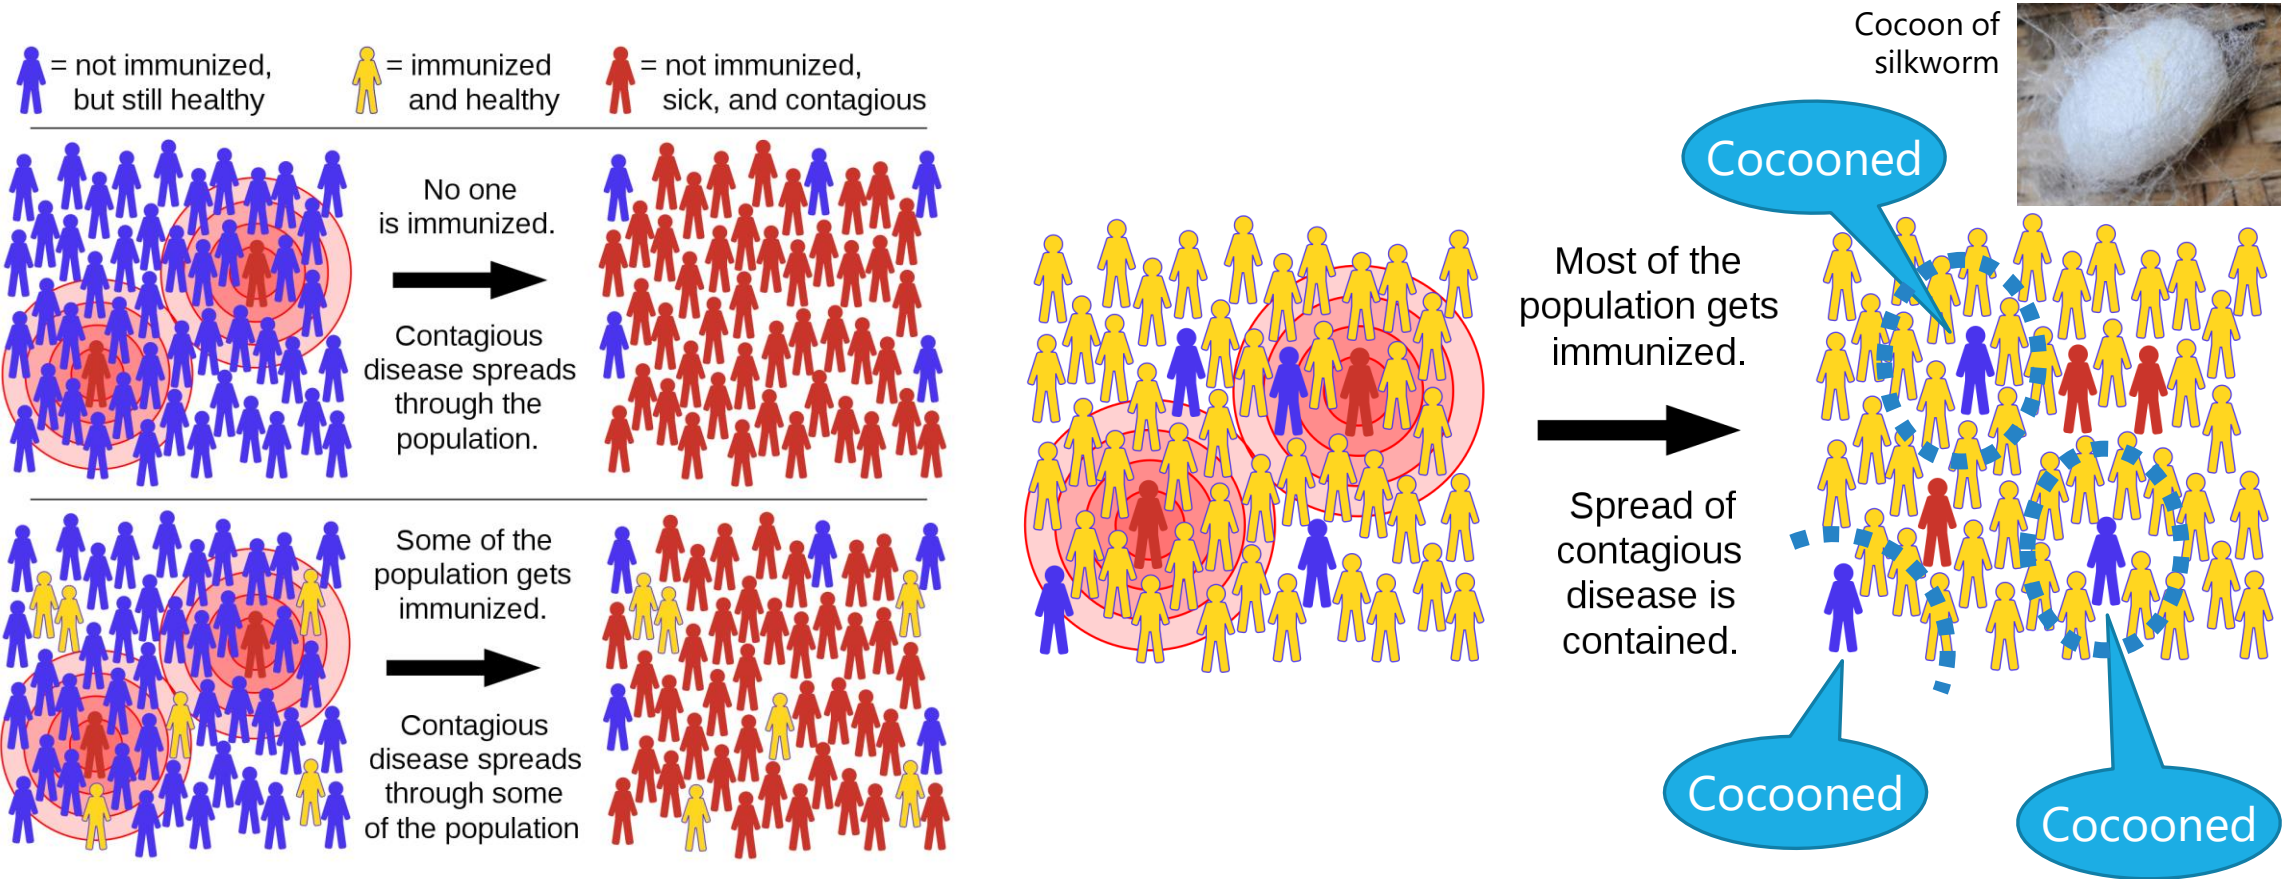 = not immunized,
but still healthy
= immunized
and healthy
= not immunized,
sick, and contagious
No one
is immunized.
Contagious
disease spreads
through the
population.
Some of the
population gets
immunized.
Contagious
disease spreads
through some
of the population
Most of the
population gets
immunized.
Spread of
contagious
disease is
contained.
Cocoon of
silkworm
Cocooned
Cocooned
Cocooned